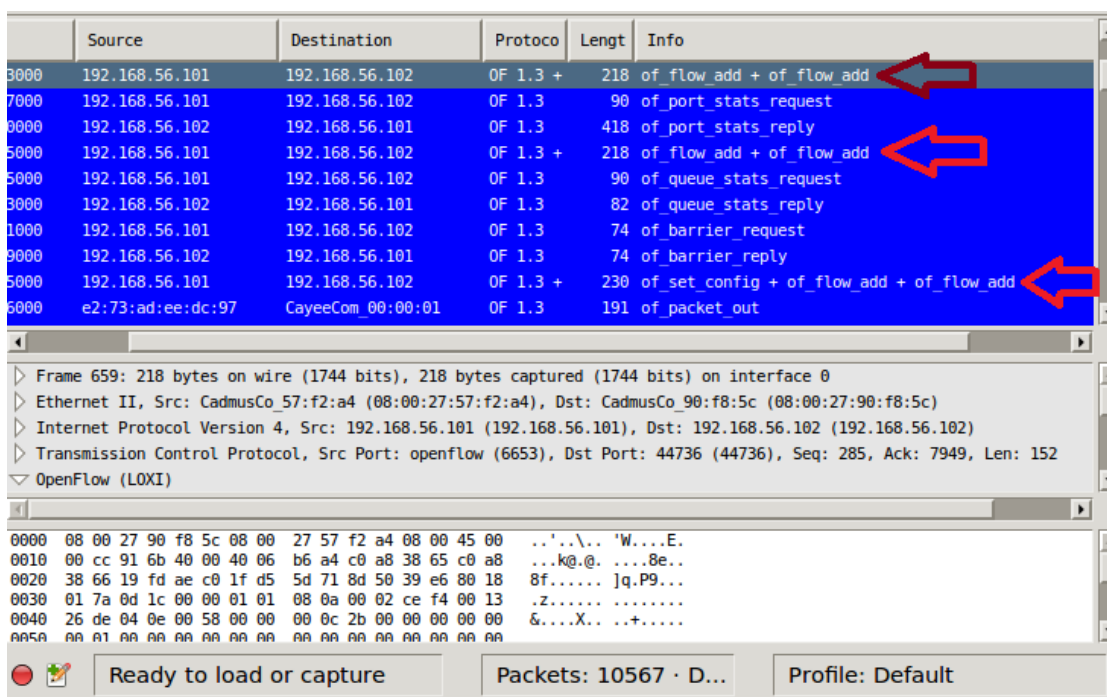 Source Destination Protoco Lengt Info
3000 192.168.56.101 192.168.56.102 OF 1.3 + 218 of_flow_add + of_flow_add
7000 192.168.56.101 192.168.56.102 OF 1.3 90 of_port_stats_request
0000 192.168.56.102 192.168.56.101 OF 1.3 418 of_port_stats_reply
5000 192.168.56.101 192.168.56.102 OF 1.3 + 218 of_flow_add + of_flow_add
5000 192.168.56.101 192.168.56.102 OF 1.3 90 of_queue_stats_request
3000 192.168.56.102 192.168.56.101 OF 1.3 82 of_queue_stats_reply
1000 192.168.56.101 192.168.56.102 OF 1.3 74 of_barrier_request
9000 192.168.56.102 192.168.56.101 OF 1.3 74 of_barrier_reply
5000 192.168.56.101 192.168.56.102 OF 1.3 + 230 of_set_config + of_flow_add + of_flow_add
6000 e2:73:ad:ee:dc:97 CayeeCom_00:00:01 OF 1.3 191 of_packet_out
Frame 659: 218 bytes on wire (1744 bits), 218 bytes captured (1744 bits) on interface 0
Ethernet II, Src: CadmusCo_57:f2:a4 (08:00:27:57:f2:a4), Dst: CadmusCo_90:f8:5c (08:00:27:90:f8:5c)
Internet Protocol Version 4, Src: 192.168.56.101 (192.168.56.101), Dst: 192.168.56.102 (192.168.56.102)
Transmission Control Protocol, Src Port: openflow (6653), Dst Port: 44736 (44736), Seq: 285, Ack: 7949, Len: 152
OpenFlow (LOXI)
0000 08 00 27 90 f8 5c 08 00 27 57 f2 a4 08 00 45 00 ..'..\.. 'W....E.
0010 00 cc 91 6b 40 00 40 06 b6 a4 c0 a8 38 65 c0 a8 ...k@.@. ....8e..
0020 38 66 19 fd ae c0 1f d5 5d 71 8d 50 39 e6 80 18 8f...... ]q.P9...
0030 01 7a 0d 1c 00 00 01 01 08 0a 00 02 ce f4 00 13 .z...... ........
0040 26 de 04 0e 00 58 00 00 00 0c 2b 00 00 00 00 00 &....X.. ..+.....
0050 00 01 00 00 00 00 00 00 00 00 00 00 00 00 00 00
Ready to load or capture Packets: 10567 · D... Profile: Default